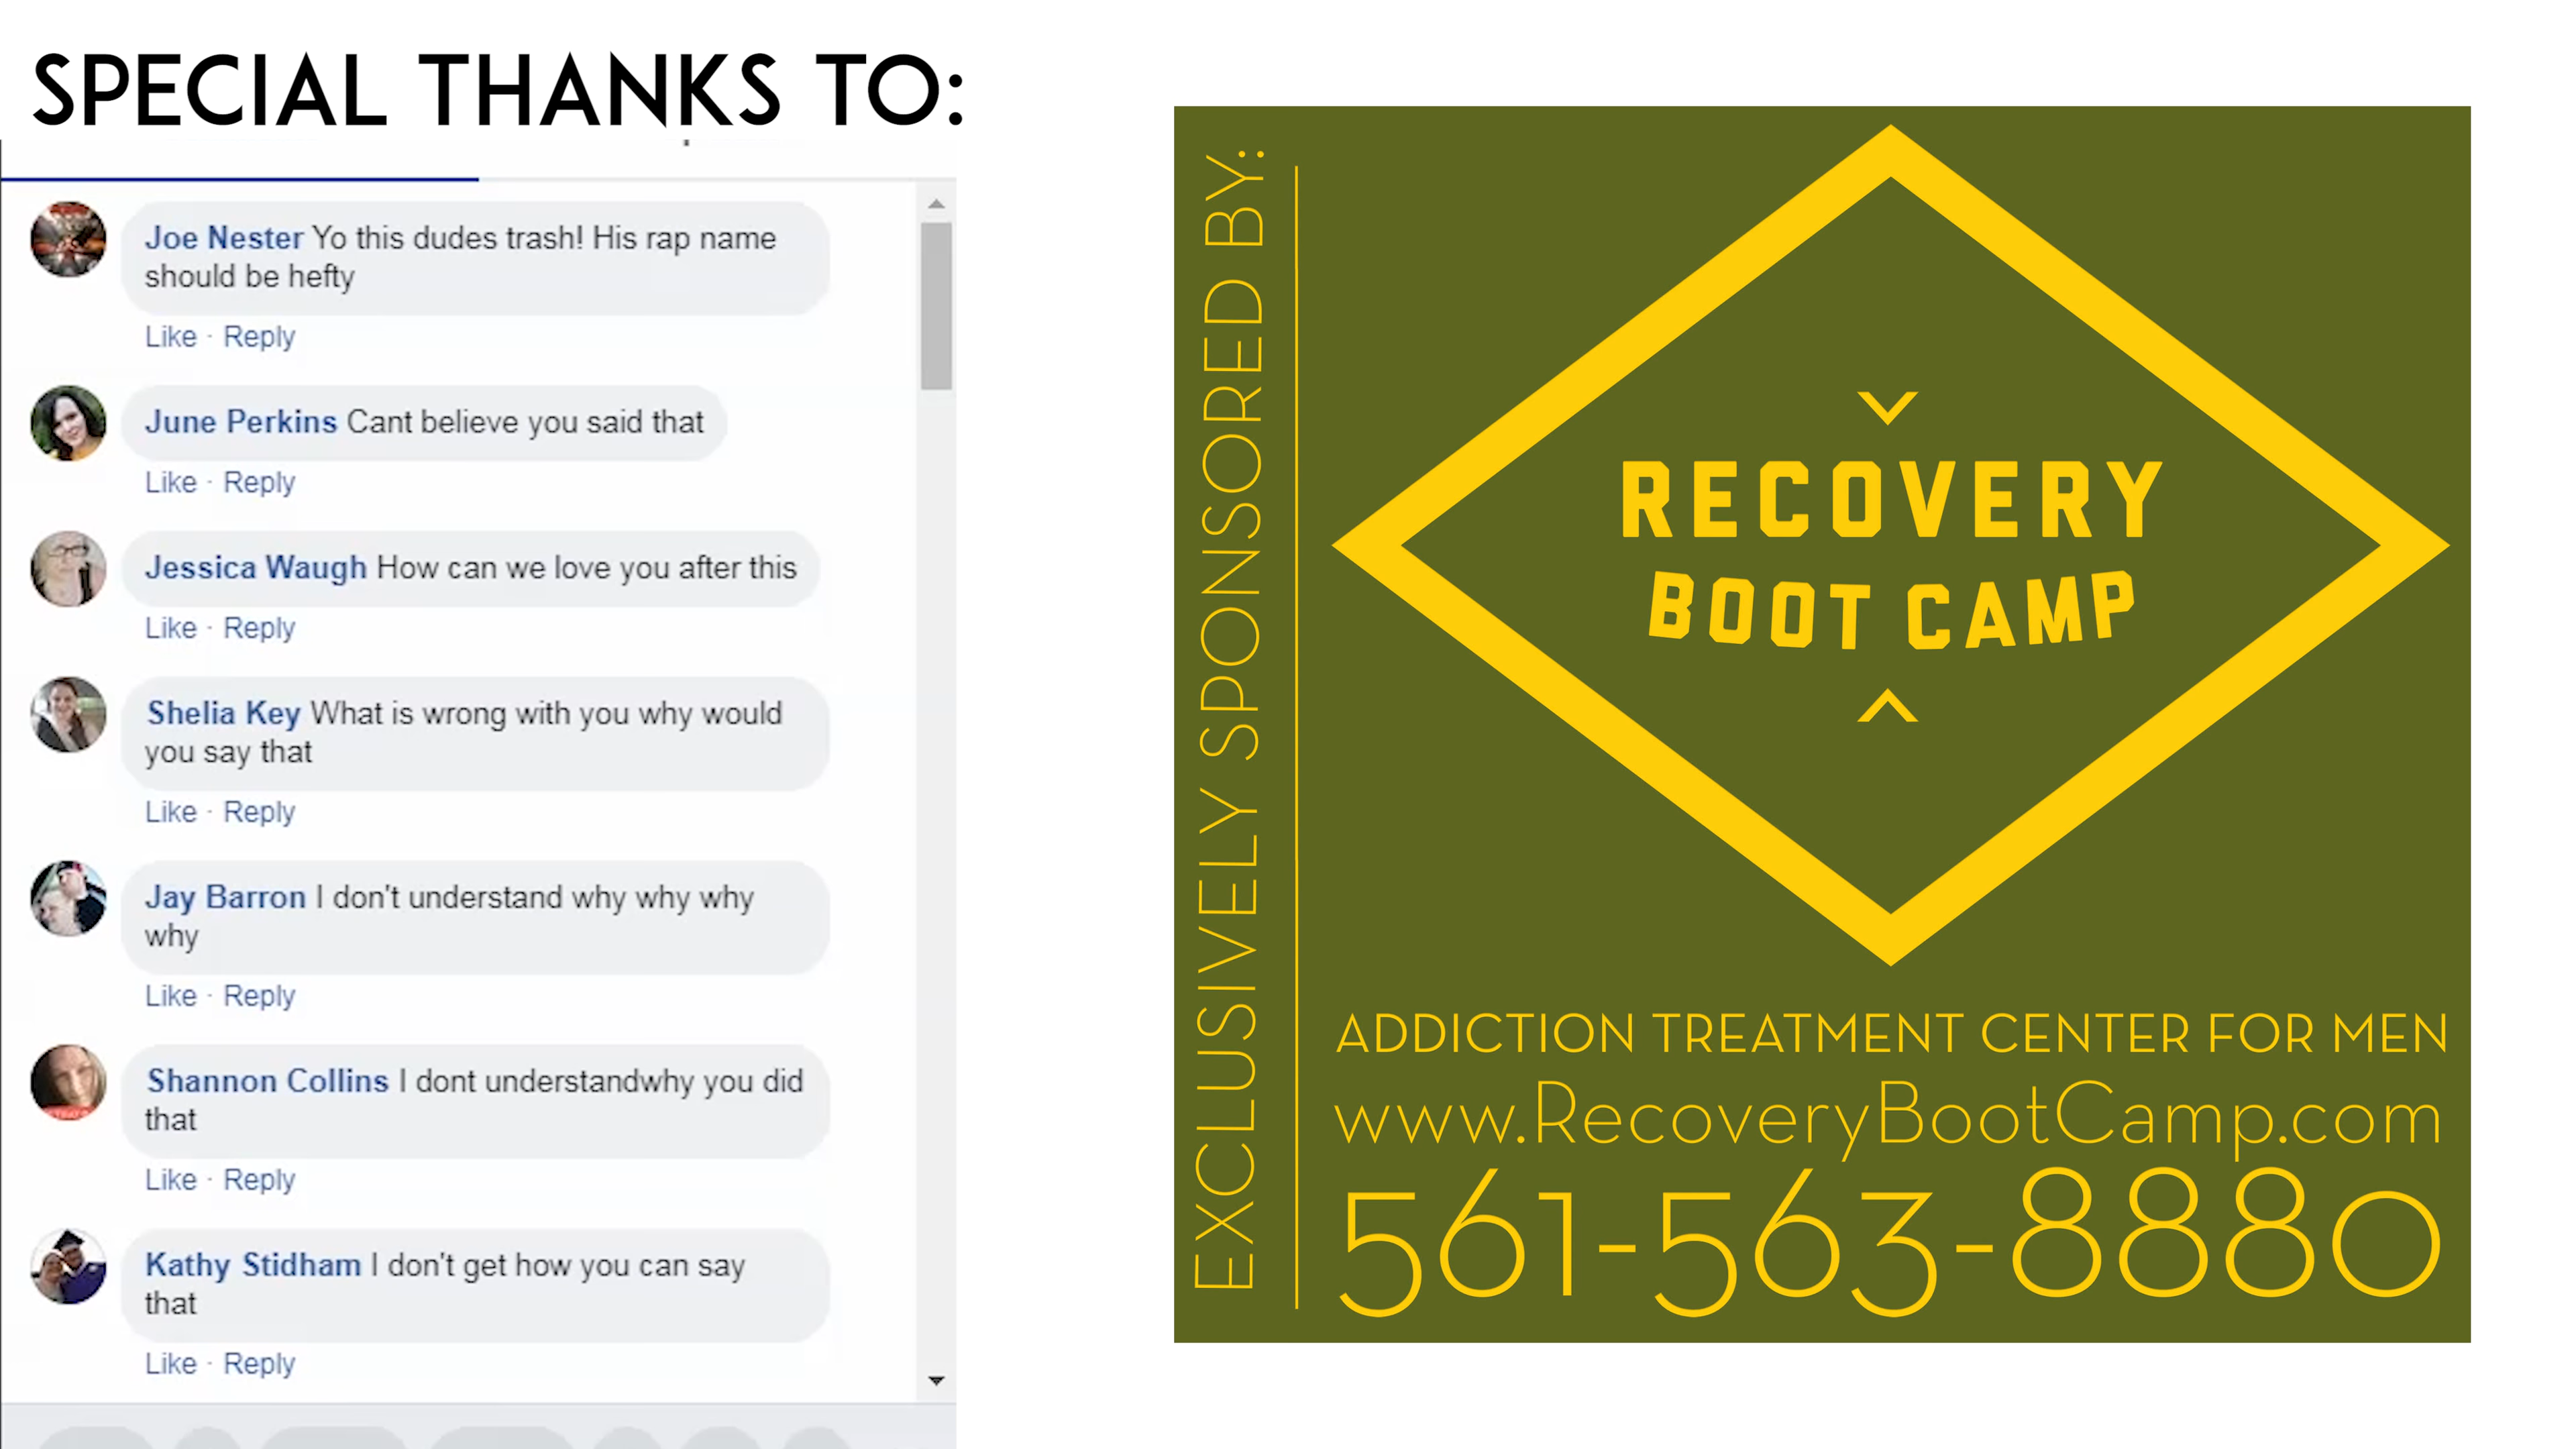 SPECIAL THANKS TO:
Joe Nester Yo this dudes trash! His rap name
should be hefty
Like · Reply
June Perkins Cant believe you said that
Like · Reply
Jessica Waugh How can we love you after this
Like · Reply
Shelia Key What is wrong with you why would
you say that
Like · Reply
Jay Barron I don't understand why why why
why
Like · Reply
Shannon Collins I dont understandwhy you did
that
Like · Reply
Kathy Stidham I don't get how you can say
that
Like · Reply
EXCLUSIVELY SPONSORED BY:
RECOVERY
BOOT CAMP
ADDICTION TREATMENT CENTER FOR MEN
www.RecoveryBootCamp.com
561-563-8880